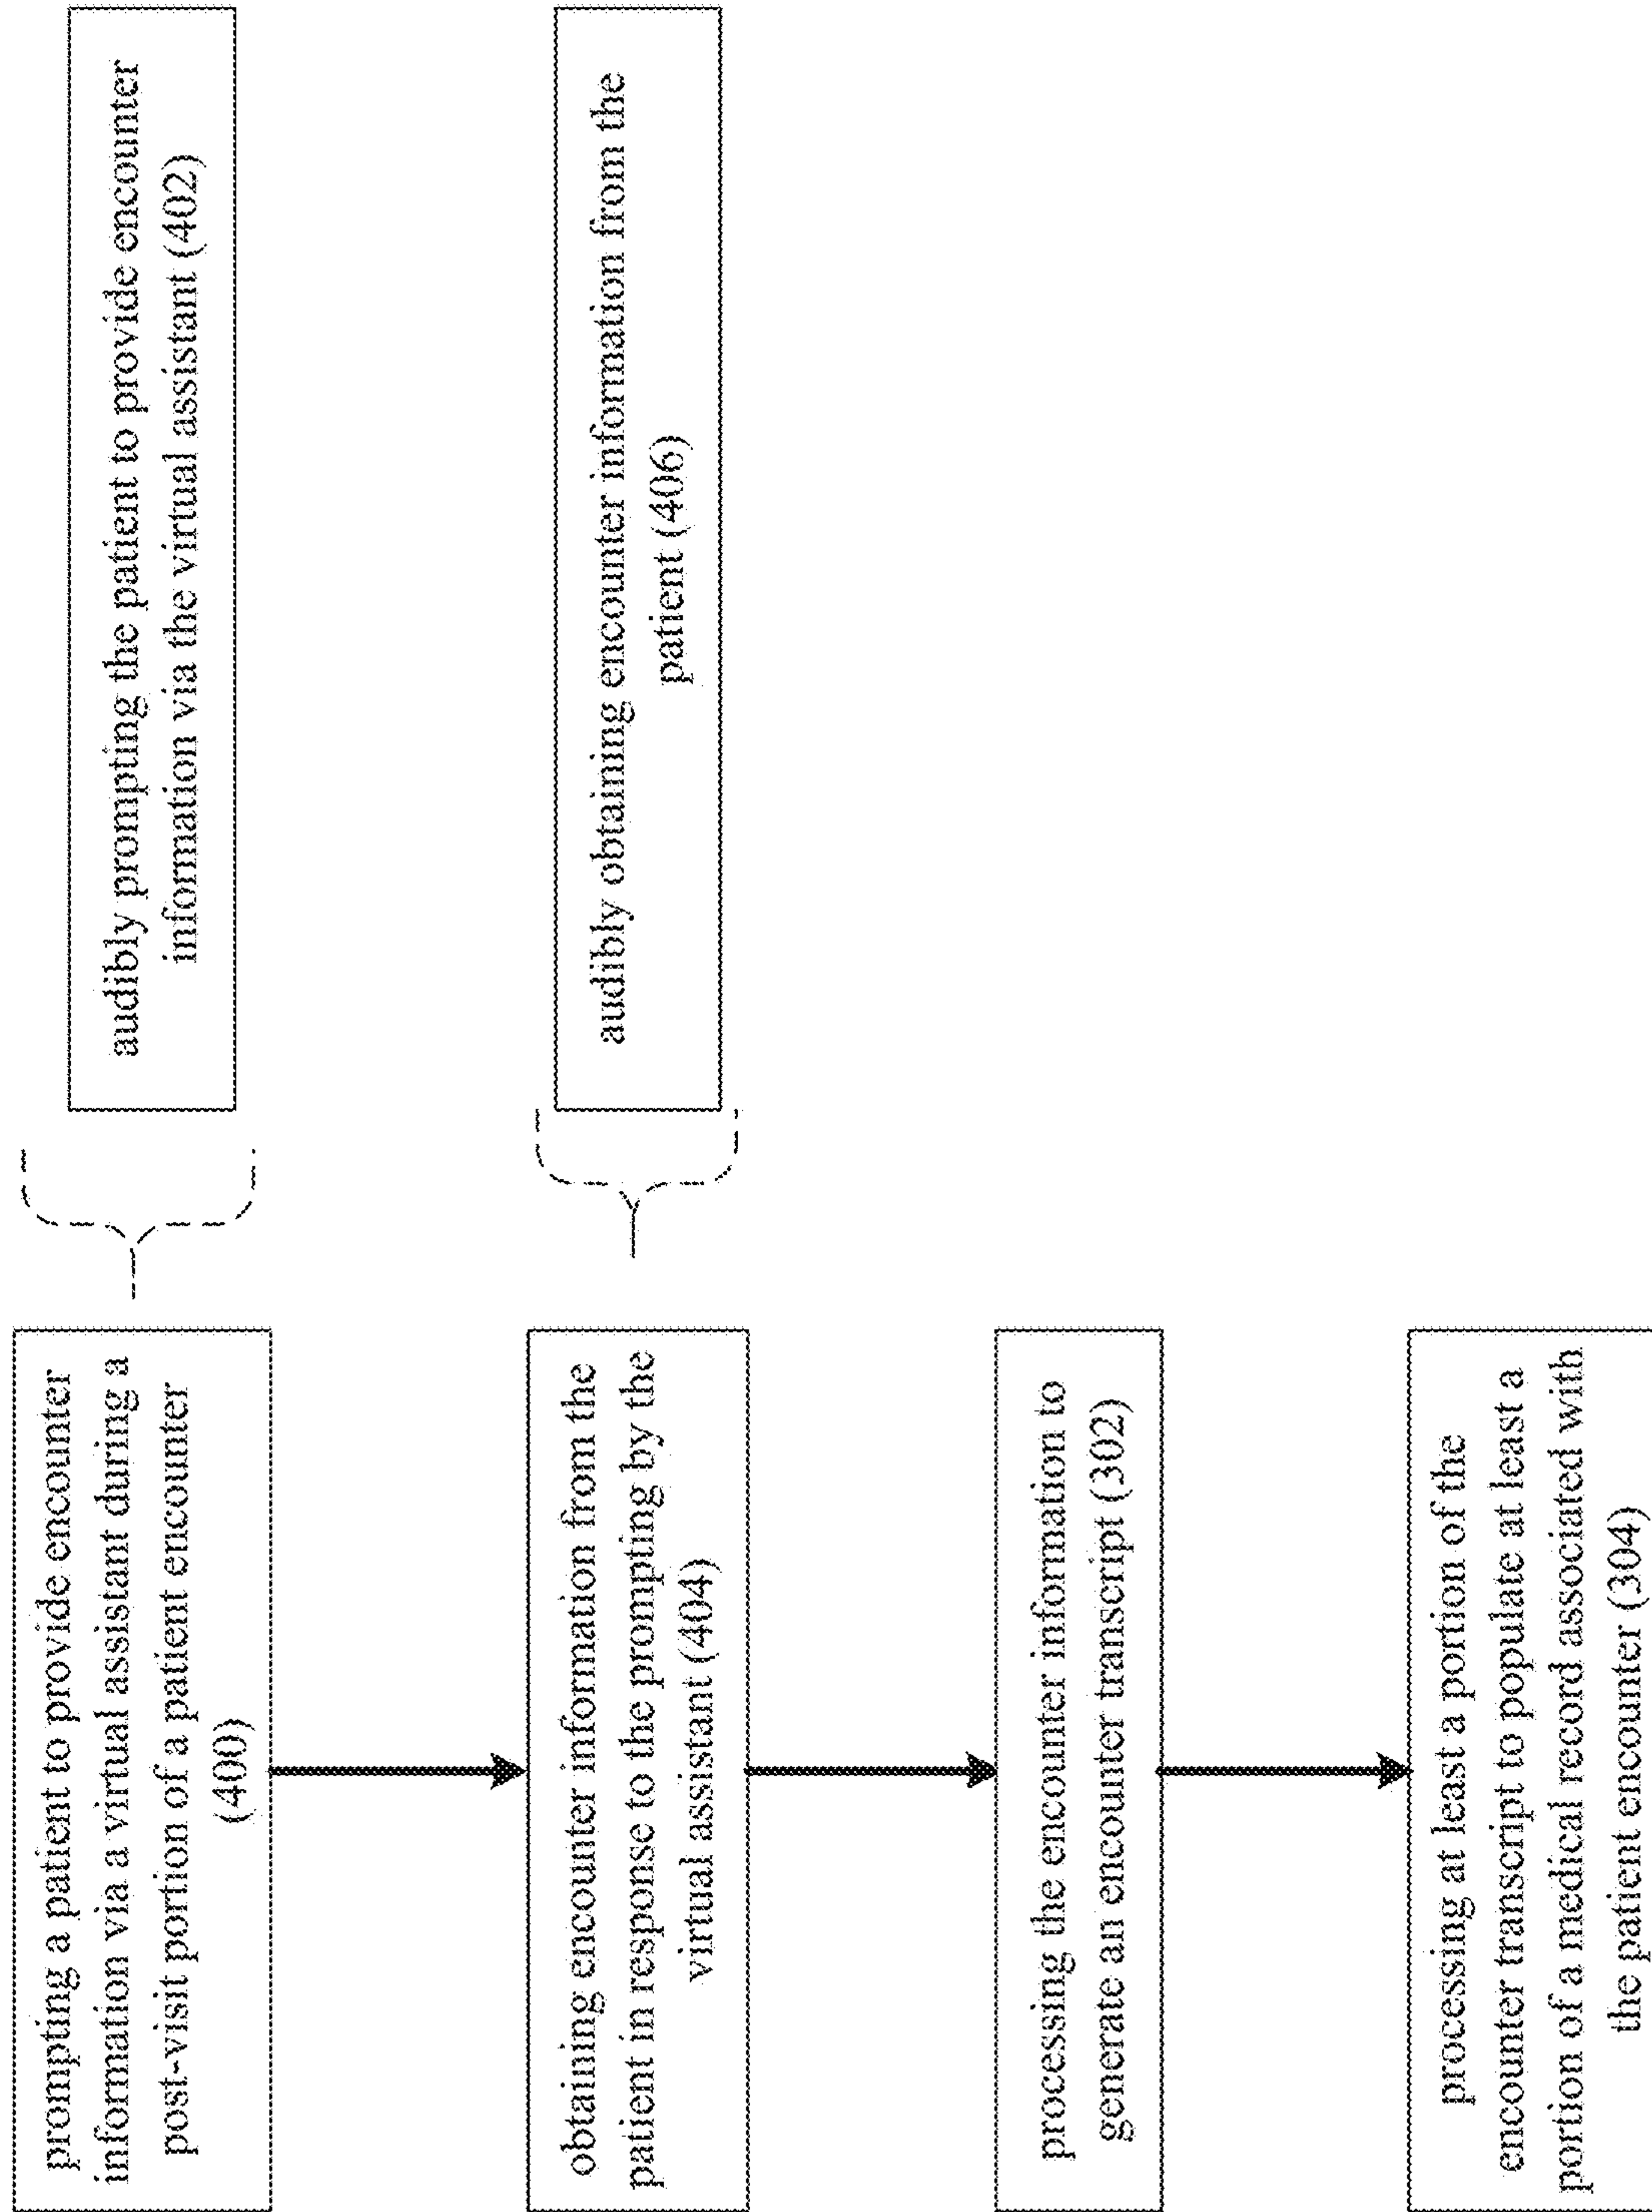 prompting a patient to provide encounter
information via a virtual assistant during a
post-visit portion of a patient encounter
(400)
audibly prompting the patient to provide encounter
information via the virtual assistant (402)
obtaining encounter information from the
patient in response to the prompting by the
virtual assistant (404)
audibly obtaining encounter information from the
patient (406)
processing the encounter information to
generate an encounter transcript (302)
processing at least a portion of the
encounter transcript to populate at least a
portion of a medical record associated with
the patient encounter (304)